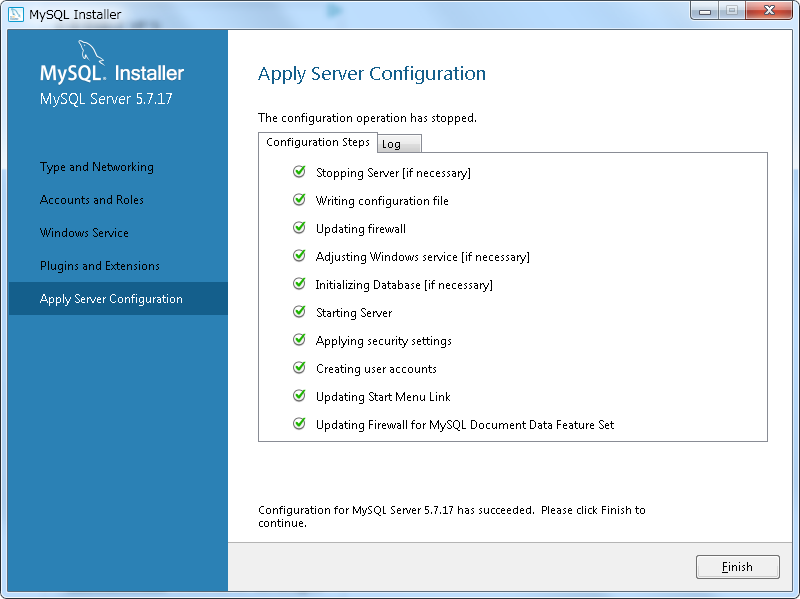 MySQL Installer
MySQL. Installer
MySQL Server 5.7.17
Type and Networking
Accounts and Roles
Windows Service
Plugins and Extensions
Apply Server Configuration
Apply Server Configuration
The configuration operation has stopped.
Configuration Steps
Log
Stopping Server [if necessary]
Writing configuration file
Updating firewall
Adjusting Windows service [if necessary]
Initializing Database [if necessary]
Starting Server
Applying security settings
Creating user accounts
Updating Start Menu Link
Updating Firewall for MySQL Document Data Feature Set
Configuration for MySQL Server 5.7.17 has succeeded.  Please click Finish to
continue.
Finish